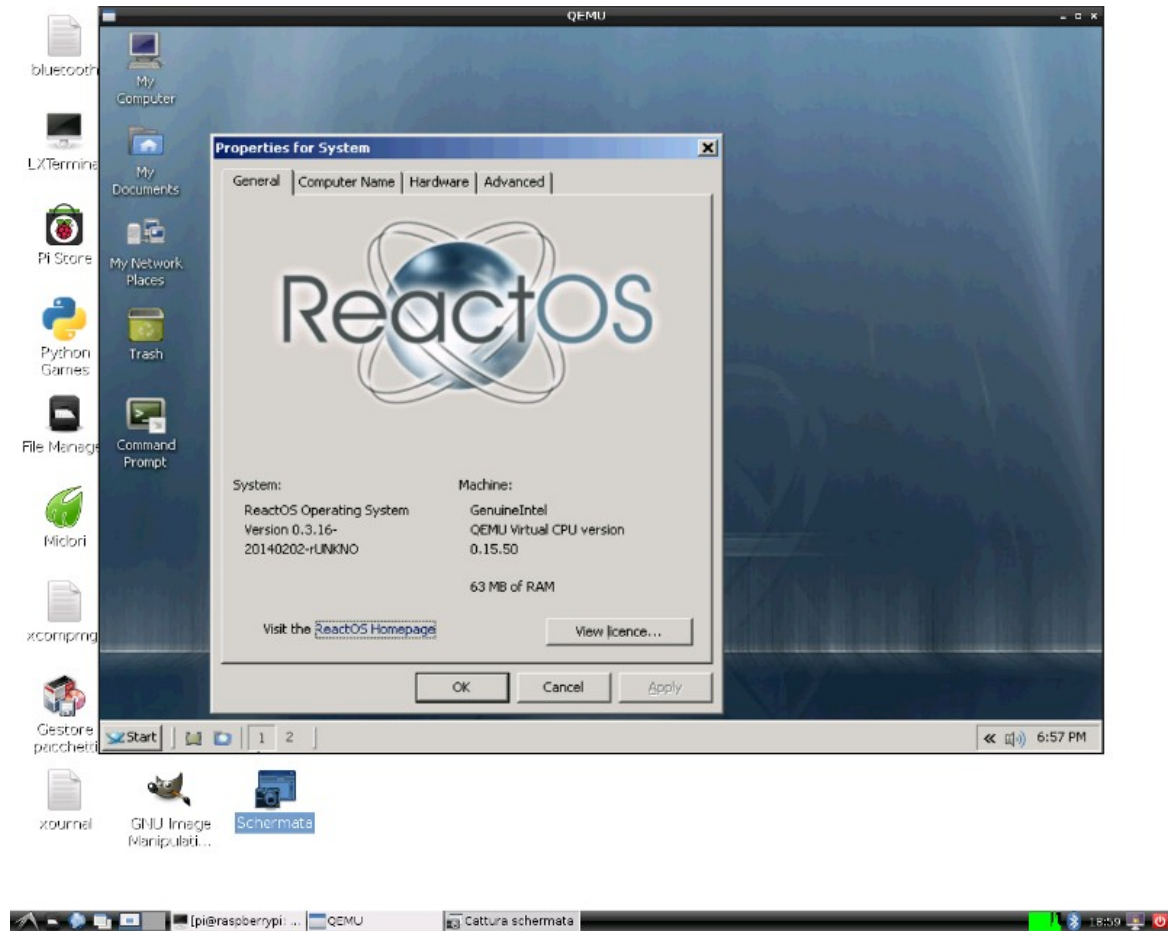 QEMU
bluetooth
My
Computer
LXTermina
My
Documents
Pi Store
My Network
Places
Python
Games
Trash
File Manage
Command
Prompt
Midori
xcompmg
Gestore
pacchetti
Properties for System
General
Computer Name
Hardware
Advanced
ReactOS
System:
ReactOS Operating System
Version 0.3.16-
20140202-rUNKNO
Machine:
GenuineIntel
QEMU Virtual CPU version
0.15.50
63 MB of RAM
Visit the ReactOS Homepage
View licence...
OK
Cancel
Apply
Start
1
2
6:57 PM
xournal
GNU Image
Manipulati...
Schermata
[pi@raspberrypi: ...
QEMU
Cattura schermata
18:59